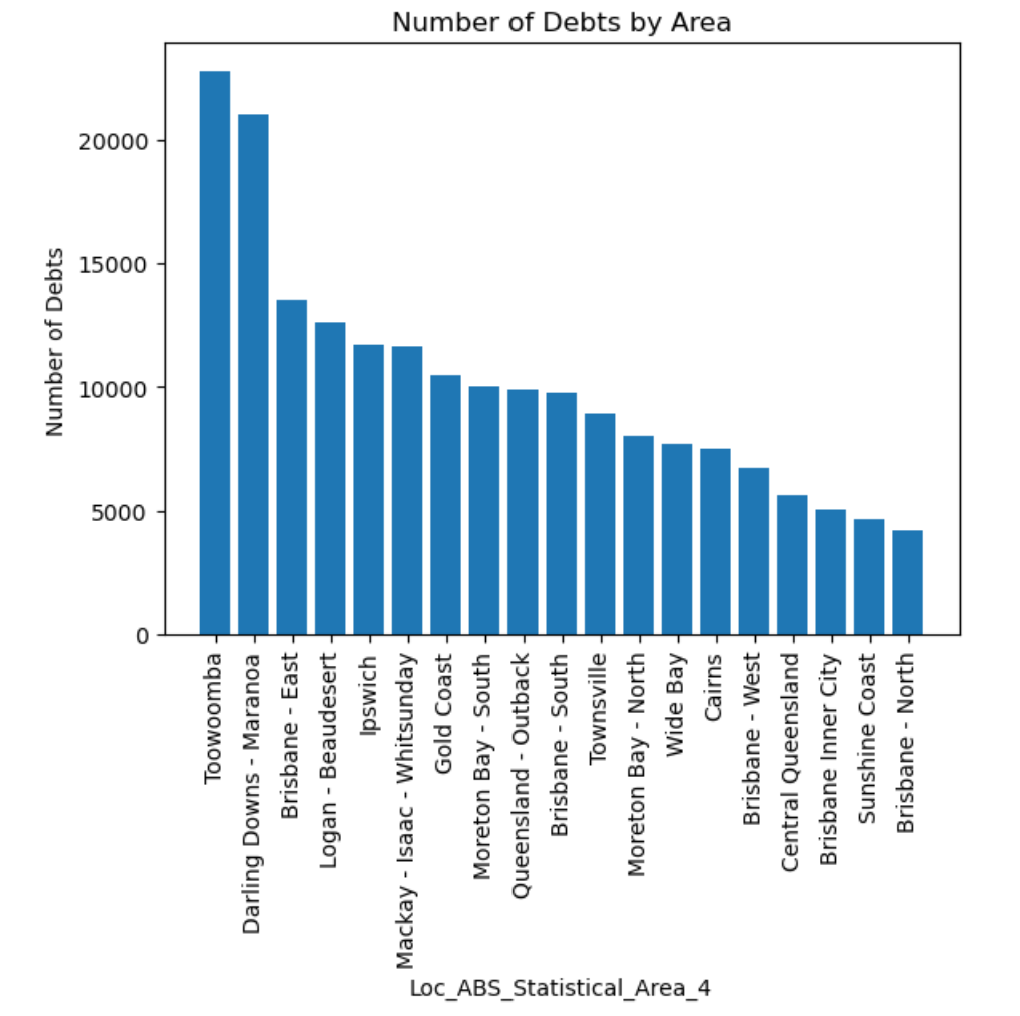 Number of Debts by Area
Number of Debts
20000
15000
10000
5000
0
Toowoomba
Darling Downs - Maranoa
Brisbane - East
Logan - Beaudesert
Ipswich
Mackay - Isaac - Whitsunday
Gold Coast
Moreton Bay - South
Queensland - Outback
Brisbane - South
Townsville
Moreton Bay - North
Wide Bay
Cairns
Brisbane - West
Central Queensland
Brisbane Inner City
Sunshine Coast
Brisbane - North
Loc_ABS_Statistical_Area_4